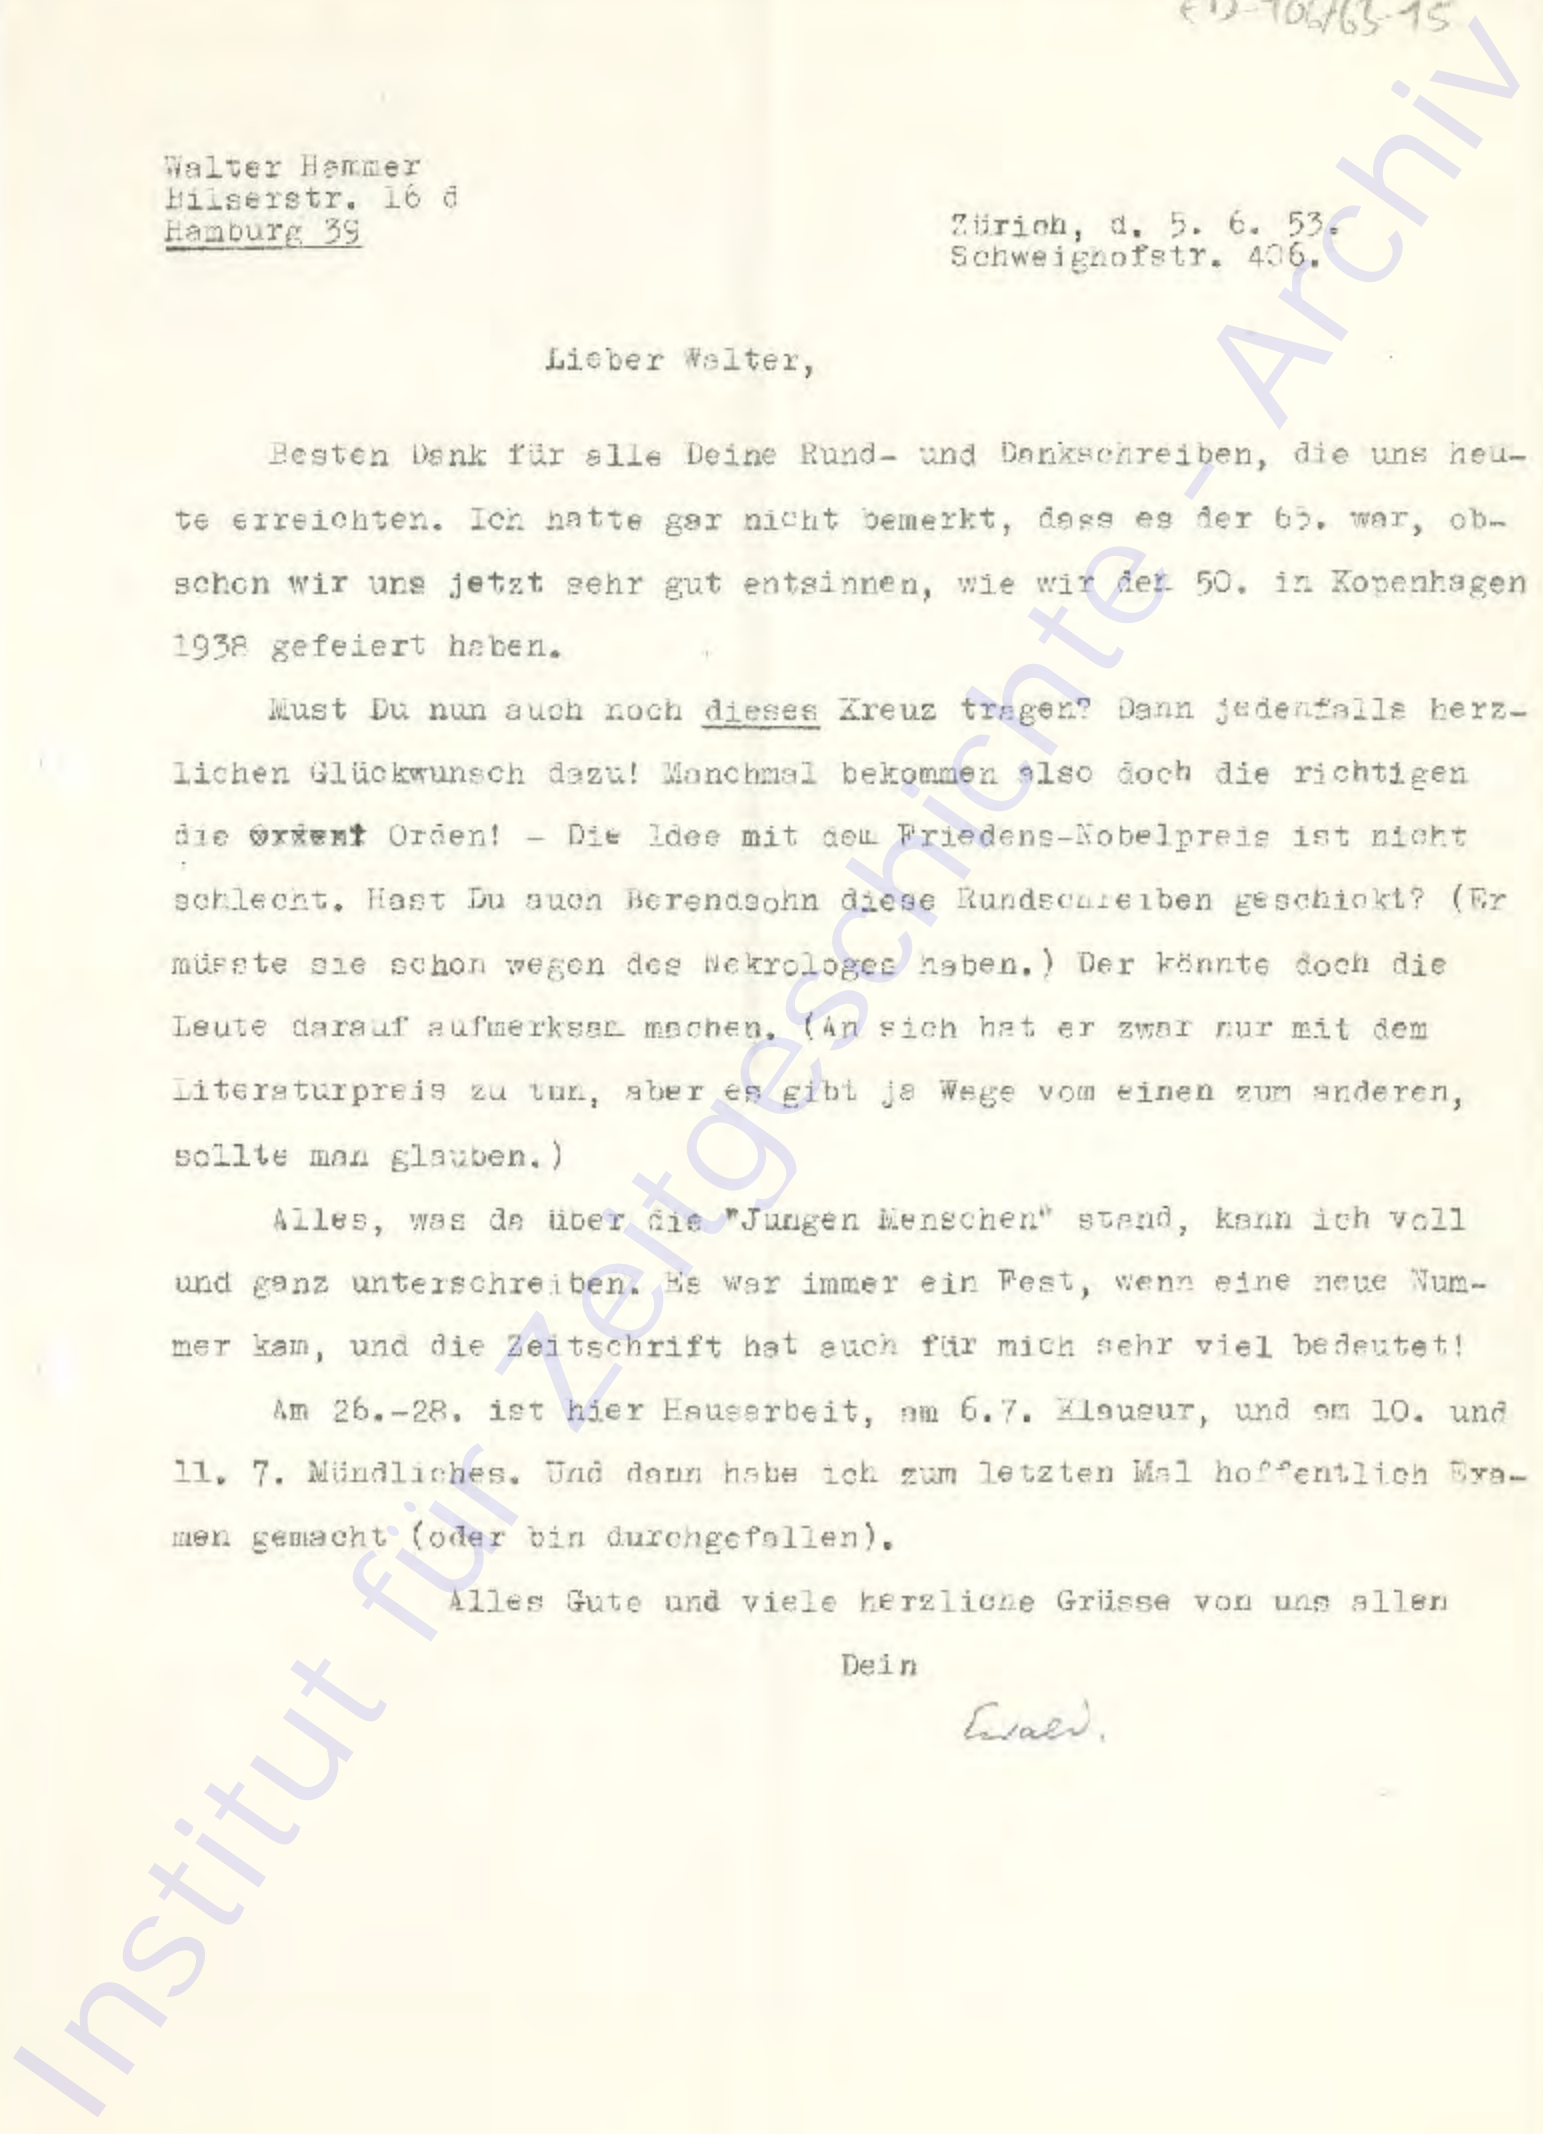 ED-106/63-15
Walter Hammer
Bilserstr. 16 d
Hamburg 39
Zürich, d. 5. 6. 53.
Schweighofstr. 406.
Lieber Walter,
Besten Dank für alle Deine Rund- und Dankschreiben, die uns heu-
te erreichten. Ich hatte gar nicht bemerkt, dass es der 65. war, ob-
schon wir uns jetzt sehr gut entsinnen, wie wir den 50. in Kopenhagen
1938 gefeiert haben.
Must Du nun auch noch dieses Kreuz tragen? Dann jedenfalls herz-
lichen Glückwunsch dazu! Manchmal bekommen also doch die richtigen
die Orden! - Die Idee mit dem Friedens-Nobelpreis ist nicht
schlecht. Hast Du auch Berendsohn diese Rundschreiben geschickt? (Er
müsste sie schon wegen des Nekrologes haben.) Der könnte doch die
Leute darauf aufmerksam machen. (An sich hat er zwar nur mit dem
Literaturpreis zu tun, aber es gibt ja Wege vom einen zum anderen,
sollte man glauben.)
Alles, was da über die "Jungen Menschen" stand, kann ich voll
und ganz unterschreiben. Es war immer ein Fest, wenn eine neue Num-
mer kam, und die Zeitschrift hat auch für mich sehr viel bedeutet!
Am 26.-28. ist hier Hausarbeit, am 6.7. Klausur, und am 10. und
11. 7. Mündliches. Und dann habe ich zum letzten Mal hoffentlich Exa-
men gemacht (oder bin durchgefallen).
Alles Gute und viele herzliche Grüsse von uns allen
Dein
Ewald.
Institut für Zeitgeschichte - Archiv